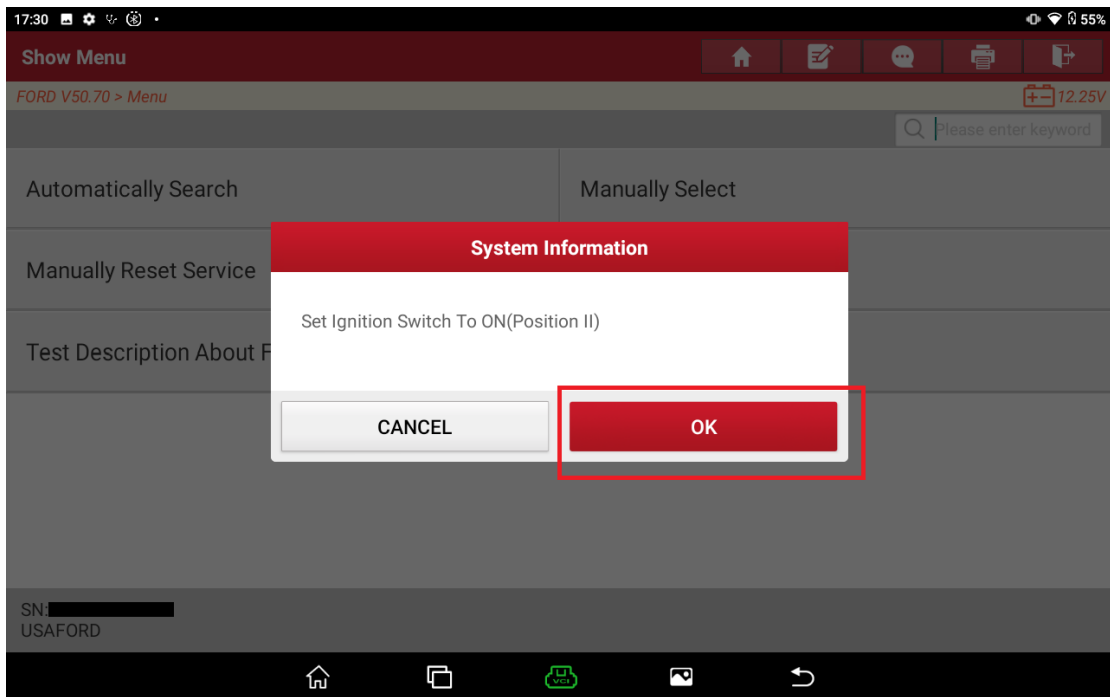 17:30
55%
Show Menu
FORD V50.70 > Menu
12.25V
Please enter keyword
Automatically Search
Manually Select
System Information
Manually Reset Service
Set Ignition Switch To ON(Position II)
Test Description About F
CANCEL
OK
SN:
USAFORD
VCI